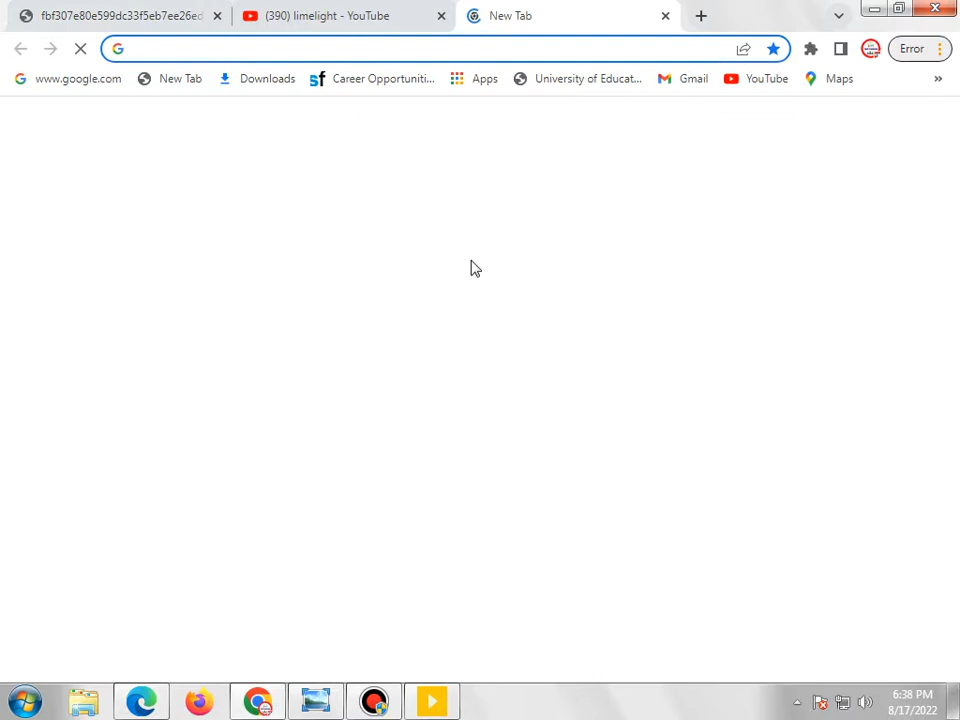 fbf307e80e599dc33f5eb7ee26ed
(390) limelight - YouTube
New Tab
Error
www.google.com
New Tab
Downloads
Career Opportuniti...
Apps
University of Educat...
Gmail
YouTube
Maps
»
6:38 PM
8/17/2022